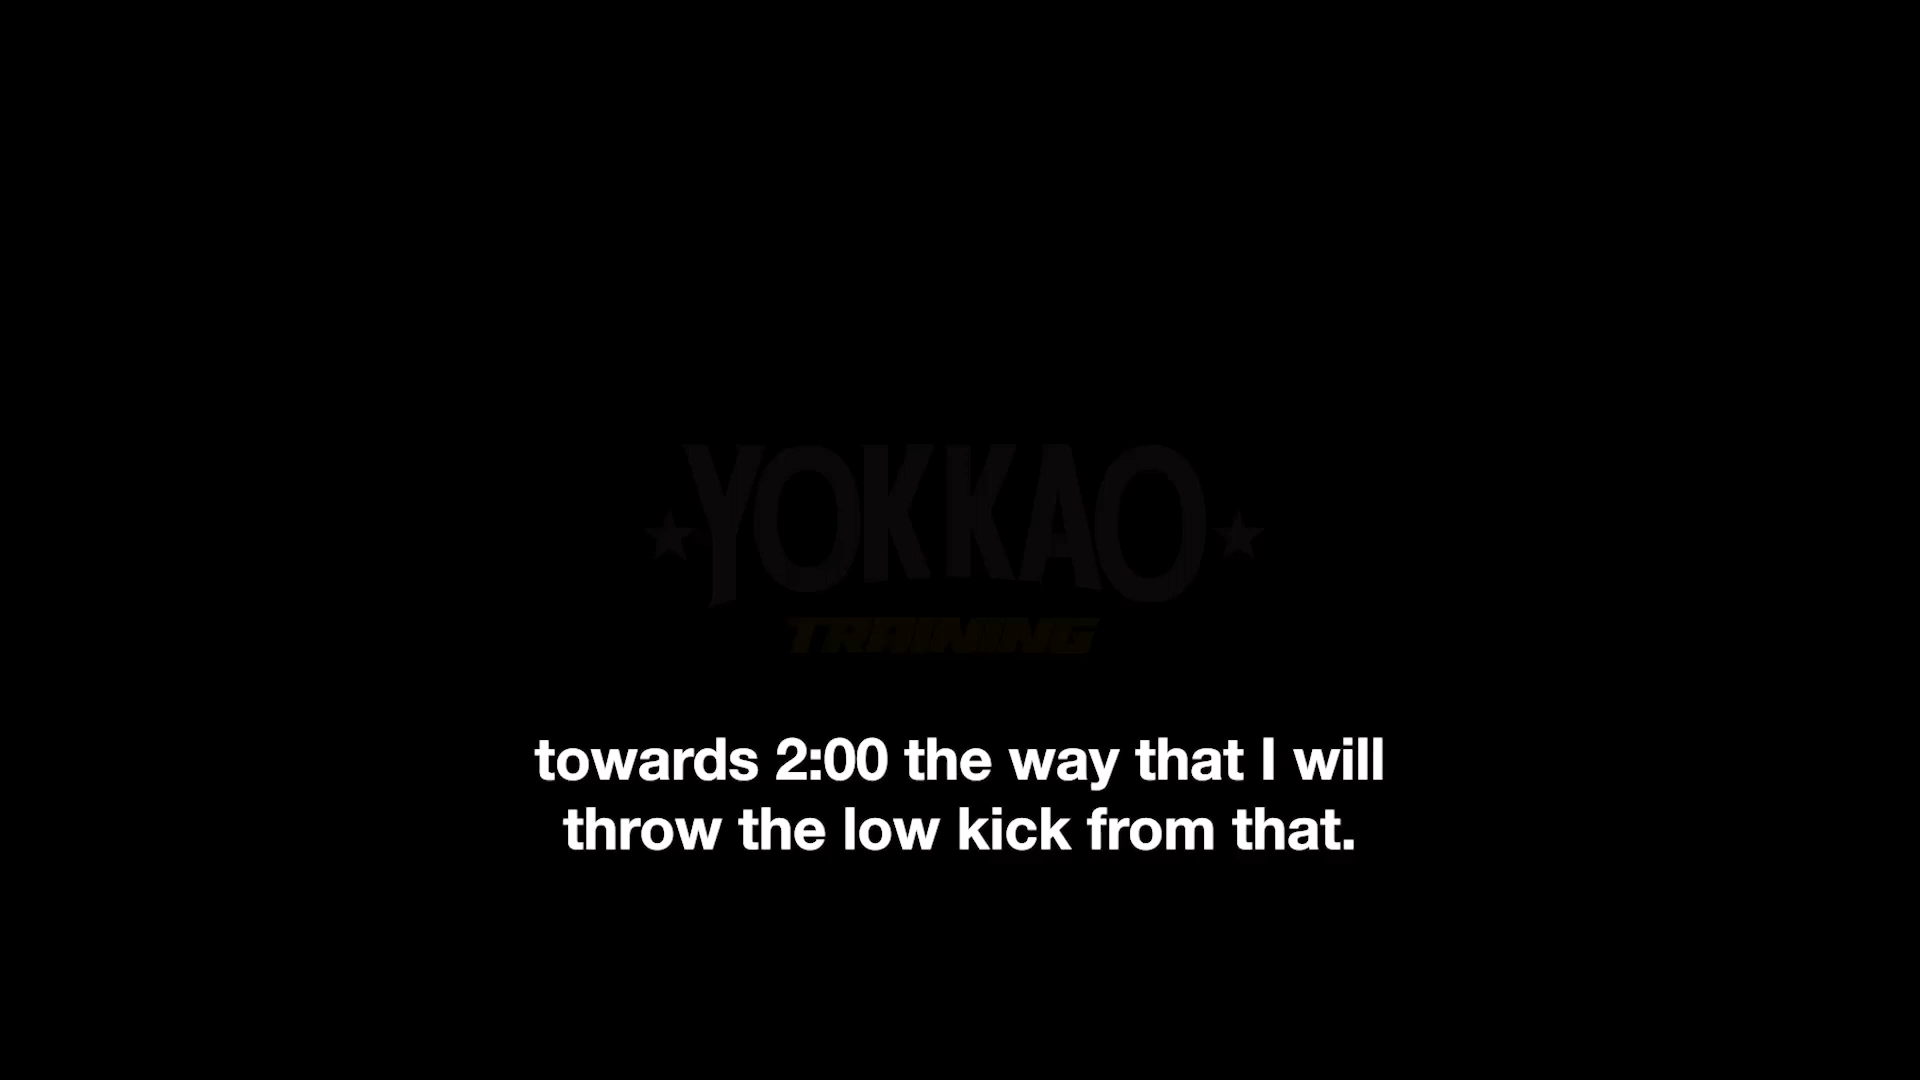 YOKKAO
TRAINING
towards 2:00 the way that I will
throw the low kick from that.